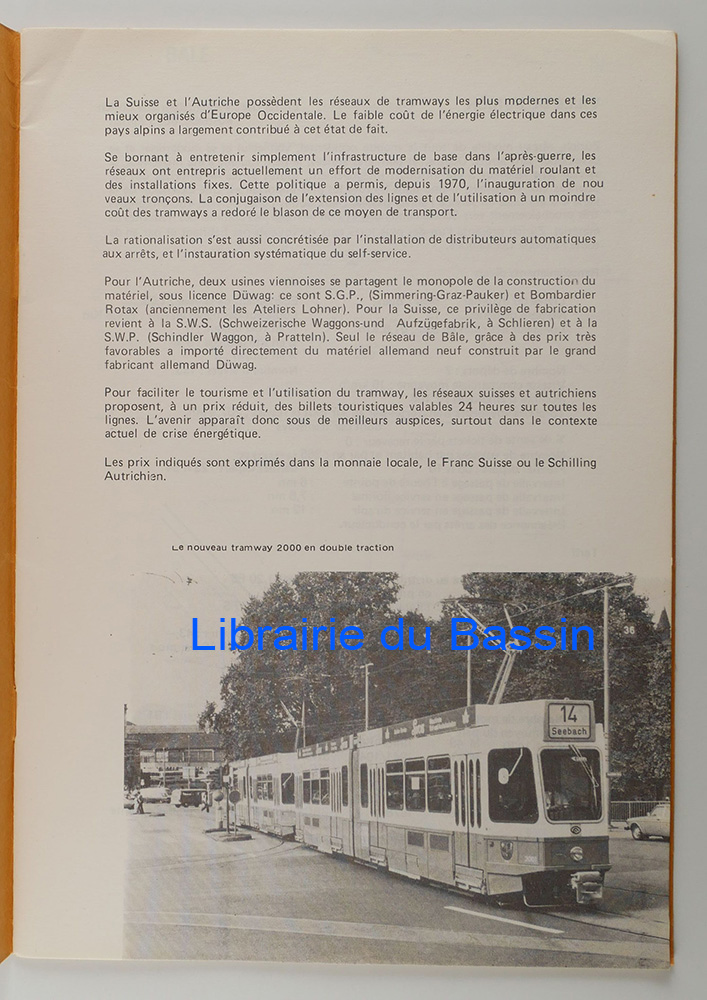 La Suisse et l'Autriche possèdent les réseaux de tramways les plus modernes et les
mieux organisés d'Europe Occidentale. Le faible coût de l'énergie électrique dans ces
pays alpins a largement contribué à cet état de fait.
Se bornant à entretenir simplement l'infrastructure de base dans l'après-guerre, les
réseaux ont entrepris actuellement un effort de modernisation du matériel roulant et
des installations fixes. Cette politique a permis, depuis 1970, l'inauguration de nou
veaux tronçons. La conjugaison de l'extension des lignes et de l'utilisation à un moindre
coût des tramways a redoré le blason de ce moyen de transport.
La rationalisation s'est aussi concrétisée par l'installation de distributeurs automatiques
aux arrêts, et l'instauration systématique du self-service.
Pour l'Autriche, deux usines viennoises se partagent le monopole de la construction du
matériel, sous licence Düwag: ce sont S.G.P., (Simmering-Graz-Pauker) et Bombardier
Rotax (anciennement les Ateliers Lohner). Pour la Suisse, ce privilège de fabrication
revient à la S.W.S. (Schweizerische Waggons-und Aufzügefabrik, à Schlieren) et à la
S.W.P. (Schindler Waggon, à Pratteln). Seul le réseau de Bâle, grâce à des prix très
favorables a importé directement du matériel allemand neuf construit par le grand
fabricant allemand Düwag.
Pour faciliter le tourisme et l'utilisation du tramway, les réseaux suisses et autrichiens
proposent, à un prix réduit, des billets touristiques valables 24 heures sur toutes les
lignes. L'avenir apparaît donc sous de meilleurs auspices, surtout dans le contexte
actuel de crise énergétique.
Les prix indiqués sont exprimés dans la monnaie locale, le Franc Suisse ou le Schilling
Autrichien.
Le nouveau tramway 2000 en double traction
Librairie du Bassin
36
14
Seebach